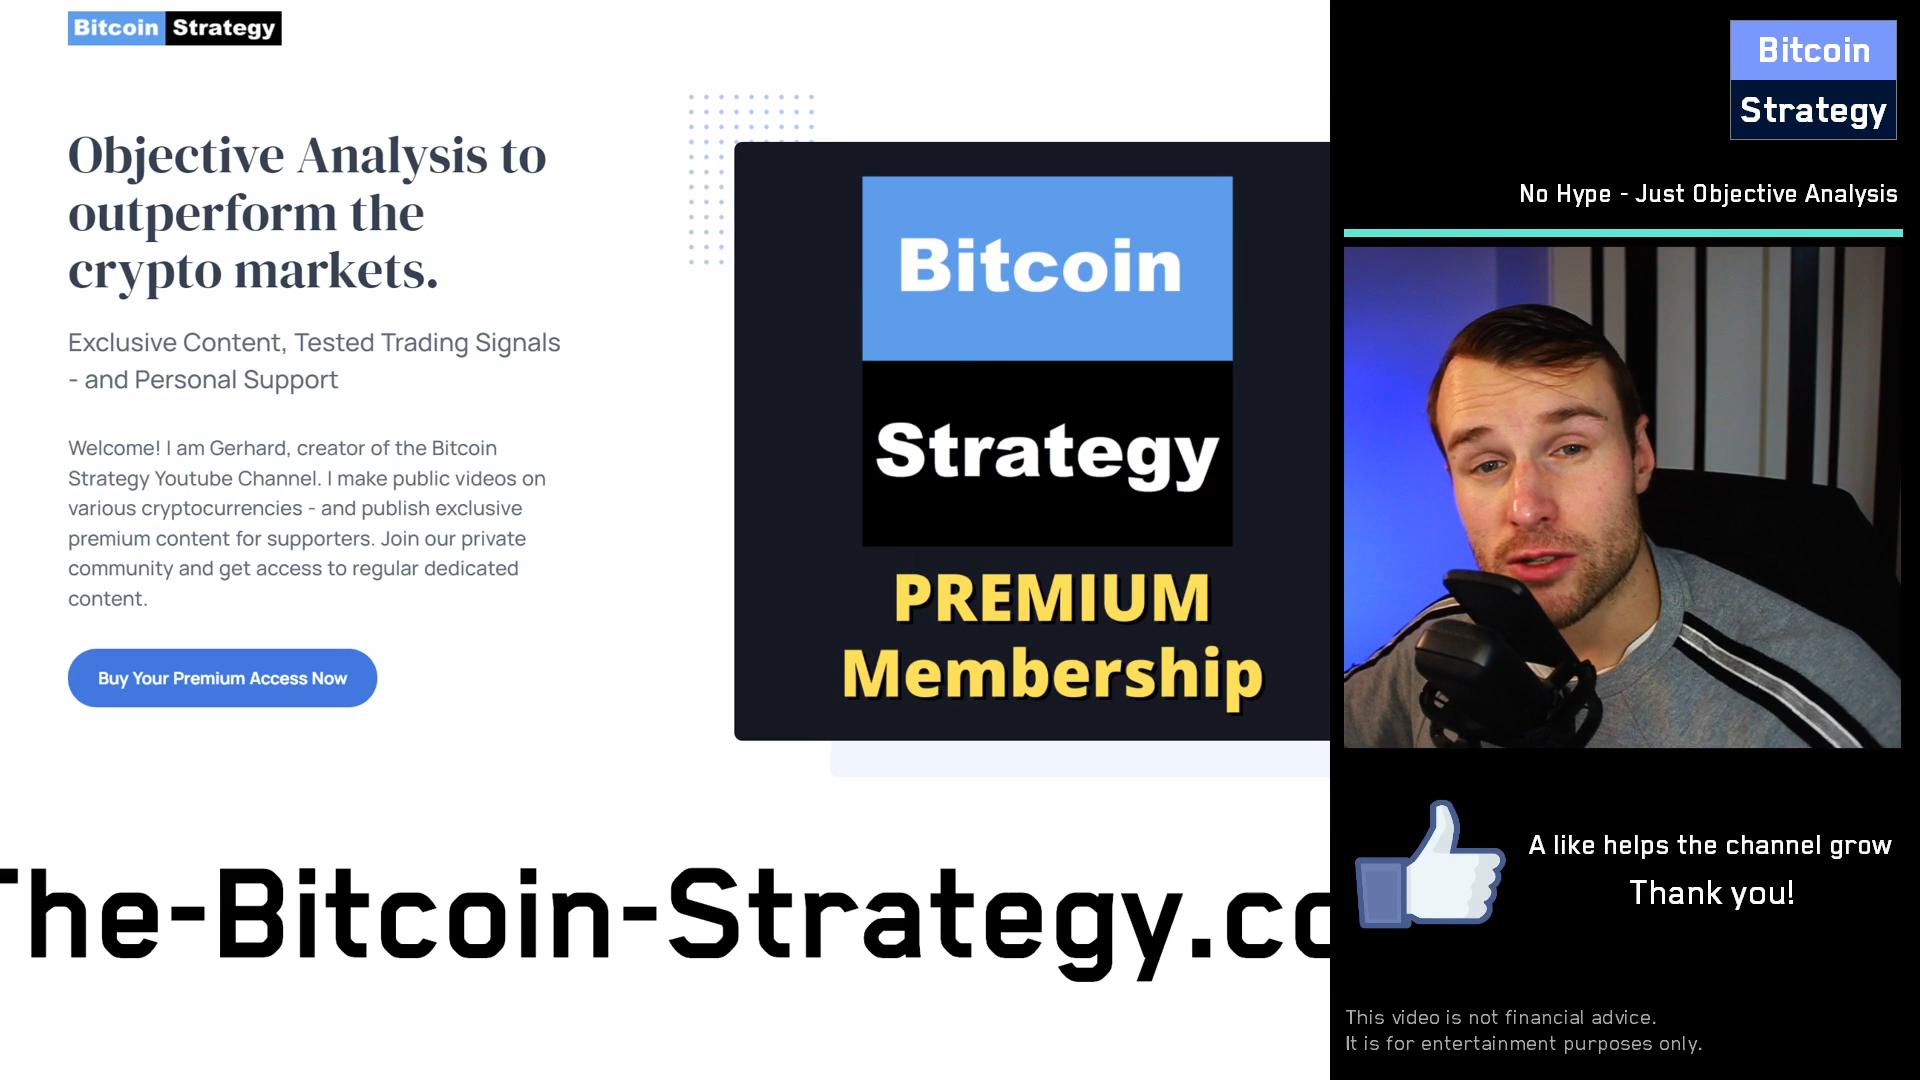 Bitcoin Strategy
Objective Analysis to
outperform the
crypto markets.
Exclusive Content, Tested Trading Signals
- and Personal Support
Welcome! I am Gerhard, creator of the Bitcoin
Strategy Youtube Channel. I make public videos on
various cryptocurrencies - and publish exclusive
premium content for supporters. Join our private
community and get access to regular dedicated
content.
Buy Your Premium Access Now
Bitcoin
Strategy
PREMIUM
Membership
The-Bitcoin-Strategy.co
Bitcoin
Strategy
No Hype - Just Objective Analysis
A like helps the channel grow
Thank you!
This video is not financial advice.
It is for entertainment purposes only.